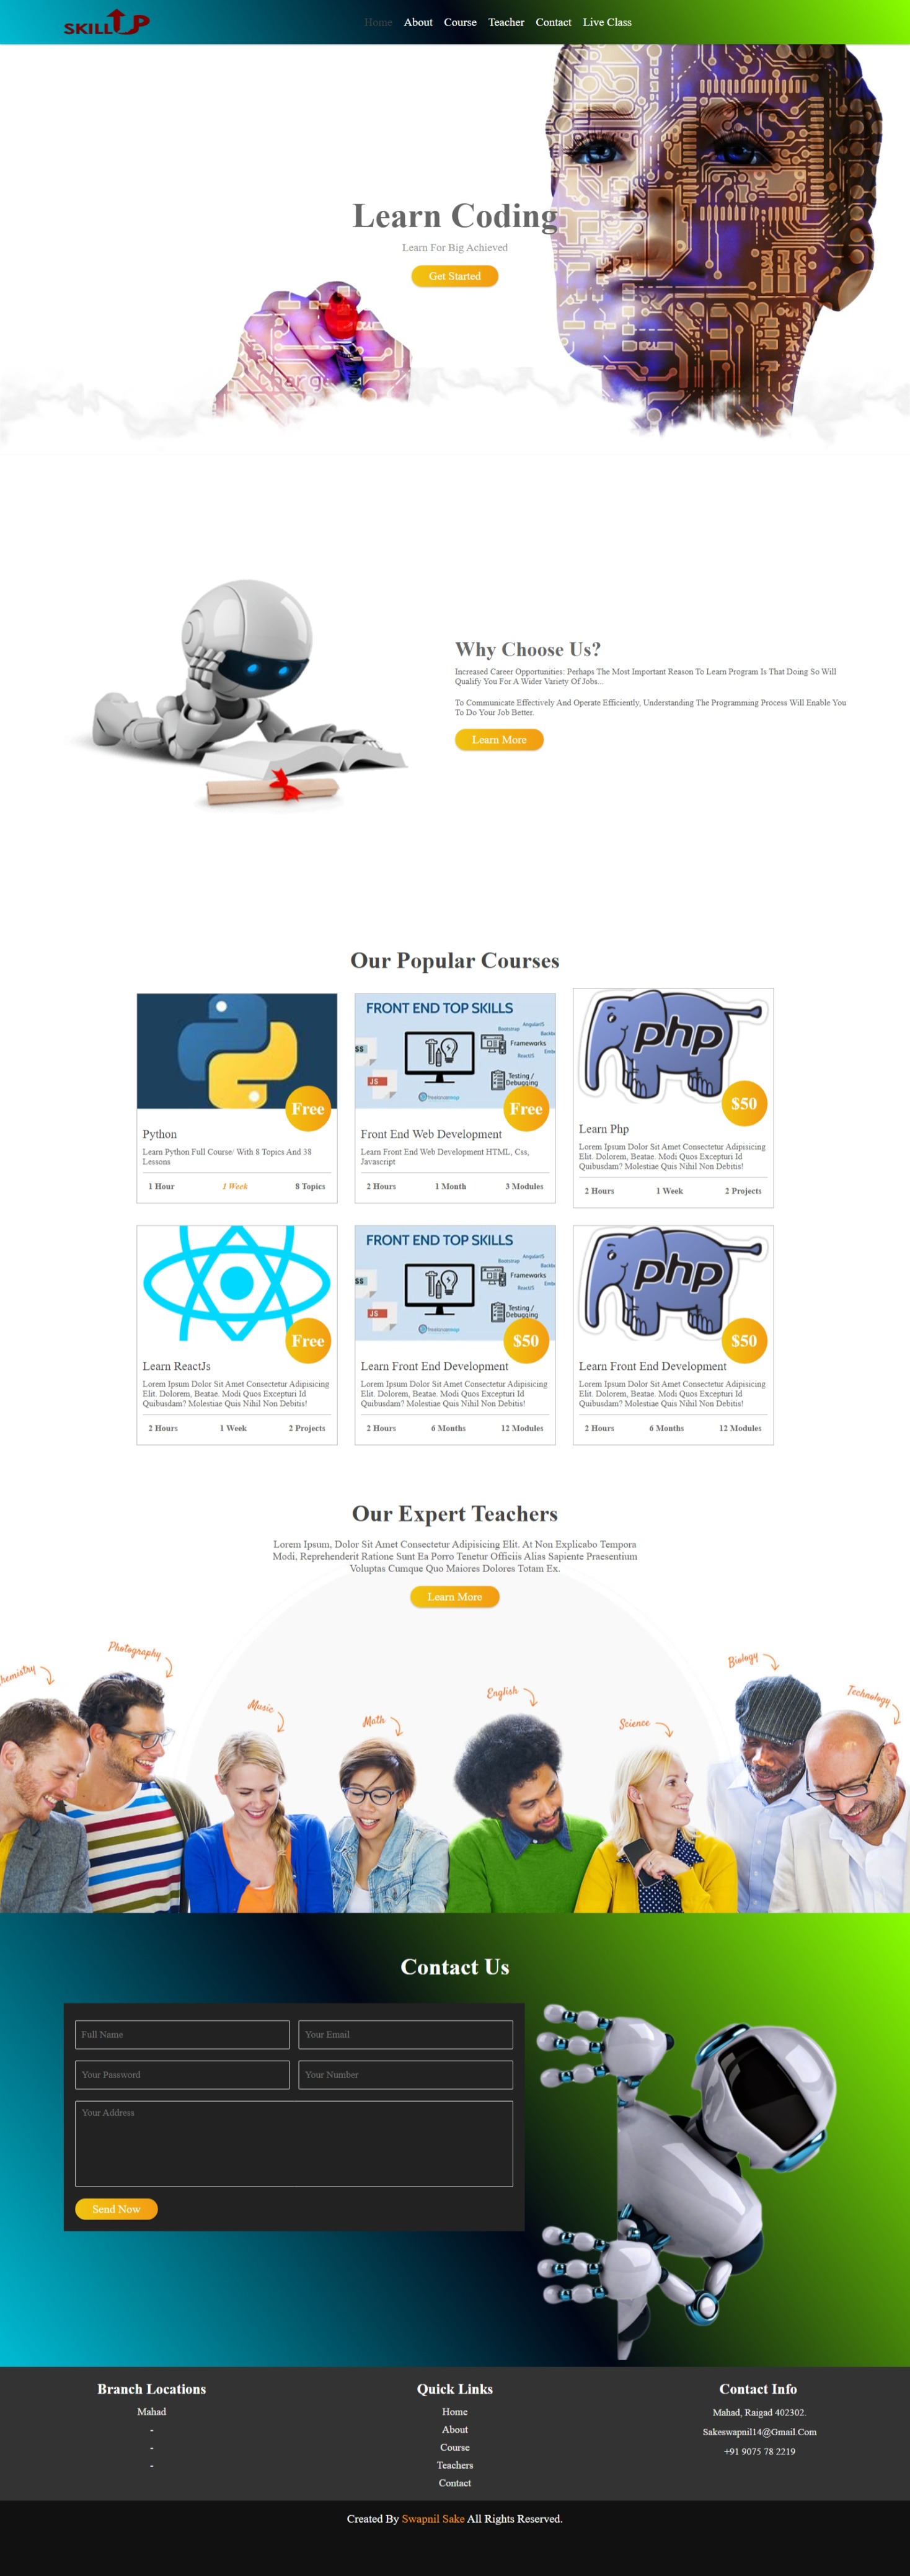 SKILL UP
Home About Course Teacher Contact Live Class
Learn Coding
Learn For Big Achieved
Get Started
Charge
Why Choose Us?
Increased Career Opportunities: Perhaps The Most Important Reason To Learn Program Is That Doing So Will
Qualify You For A Wider Variety Of Jobs...
To Communicate Effectively And Operate Efficiently, Understanding The Programming Process Will Enable You
To Do Your Job Better.
Learn More
Our Popular Courses
Free
Python
Learn Python Full Course/ With 8 Topics And 38
Lessons
1 Hour 1 Week 8 Topics
FRONT END TOP SKILLS
AngularJS
Bootstrap
Backb
Frameworks
ReactJS
Emb
SS
JS
Testing /
Debugging
Free
Front End Web Development
Learn Front End Web Development HTML, Css,
Javascript
2 Hours 1 Month 3 Modules
php
$50
Learn Php
Lorem Ipsum Dolor Sit Amet Consectetur Adipisicing
Elit. Dolorem, Beatae. Modi Quos Excepturi Id
Quibusdam? Molestiae Quis Nihil Non Debitis!
2 Hours 1 Week 2 Projects
Free
Learn ReactJs
Lorem Ipsum Dolor Sit Amet Consectetur Adipisicing
Elit. Dolorem, Beatae. Modi Quos Excepturi Id
Quibusdam? Molestiae Quis Nihil Non Debitis!
2 Hours 1 Week 2 Projects
FRONT END TOP SKILLS
AngularJS
Bootstrap
Backb
Frameworks
ReactJS
Emb
SS
JS
Testing /
Debugging
$50
Learn Front End Development
Lorem Ipsum Dolor Sit Amet Consectetur Adipisicing
Elit. Dolorem, Beatae. Modi Quos Excepturi Id
Quibusdam? Molestiae Quis Nihil Non Debitis!
2 Hours 6 Months 12 Modules
php
$50
Learn Front End Development
Lorem Ipsum Dolor Sit Amet Consectetur Adipisicing
Elit. Dolorem, Beatae. Modi Quos Excepturi Id
Quibusdam? Molestiae Quis Nihil Non Debitis!
2 Hours 6 Months 12 Modules
Our Expert Teachers
Lorem Ipsum, Dolor Sit Amet Consectetur Adipisicing Elit. At Non Explicabo Tempora
Modi, Reprehenderit Ratione Sunt Ea Porro Tenetur Officiis Alias Sapiente Praesentium
Voluptas Cumque Quo Maiores Dolores Totam Ex.
Learn More
hemistry
Photography
Music
Math
English
Science
Biology
Technology
Contact Us
Full Name
Your Email
Your Password
Your Number
Your Address
Send Now
Branch Locations
Mahad
-
-
-
Quick Links
Home
About
Course
Teachers
Contact
Contact Info
Mahad, Raigad 402302.
Sakeswapnil14@Gmail.Com
+91 9075 78 2219
Created By Swapnil Sake All Rights Reserved.